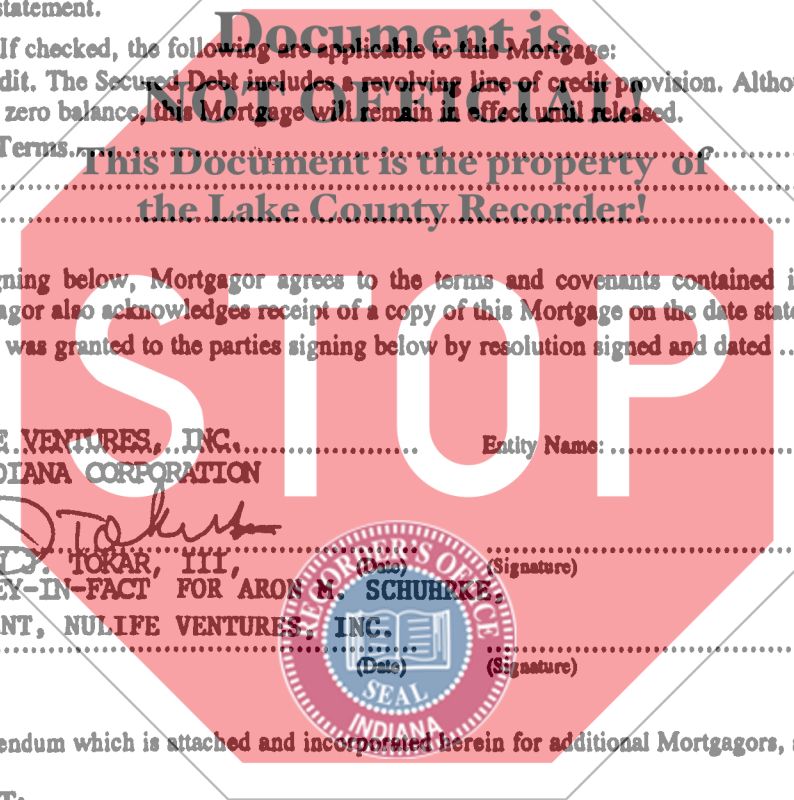 statement.
Document is
If checked, the following are applicable to this Mortgage:
dit. The Secured Debt includes a revolving line of credit provision. Althou
NOT OFFICIAL!
zero balance, this Mortgage will remain in effect until released.
Terms.
This Document is the property of
the Lake County Recorder!
gning below, Mortgagor agrees to the terms and covenants contained i
agor also acknowledges receipt of a copy of this Mortgage on the date state
was granted to the parties signing below by resolution signed and dated
STOP
E VENTURES, INC.
Entity Name:
DIANA CORPORATION
TOKAR, III,
(Date)
(Signature)
EY-IN-FACT FOR ARON M. SCHUHRKE,
NT, NULIFE VENTURES, INC.
(Date)
(Signature)
RECORDER'S OFFICE
SEAL
INDIANA
endum which is attached and incorporated herein for additional Mortgagors, s